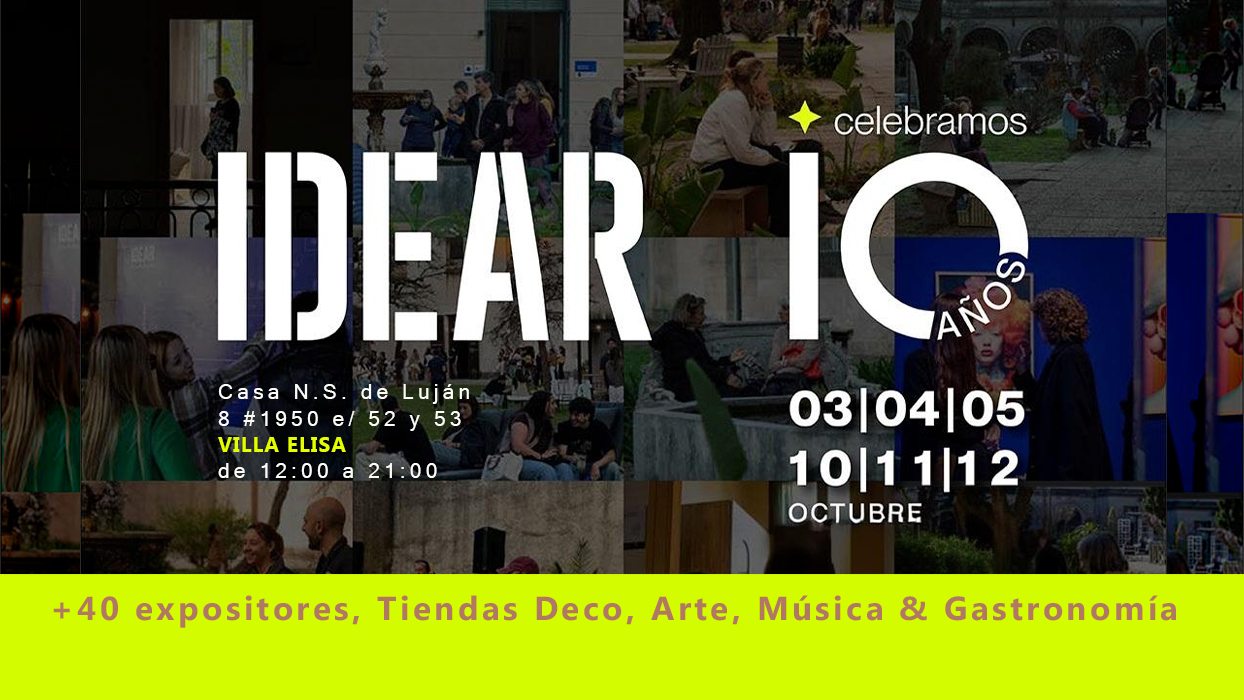 celebramos
IDEAR 10
AÑOS
Casa N.S. de Luján
8 #1950 e/ 52 y 53
VILLA ELISA
de 12:00 a 21:00
03|04|05
10|11|12
OCTUBRE
+40 expositores, Tiendas Deco, Arte, Música & Gastronomía